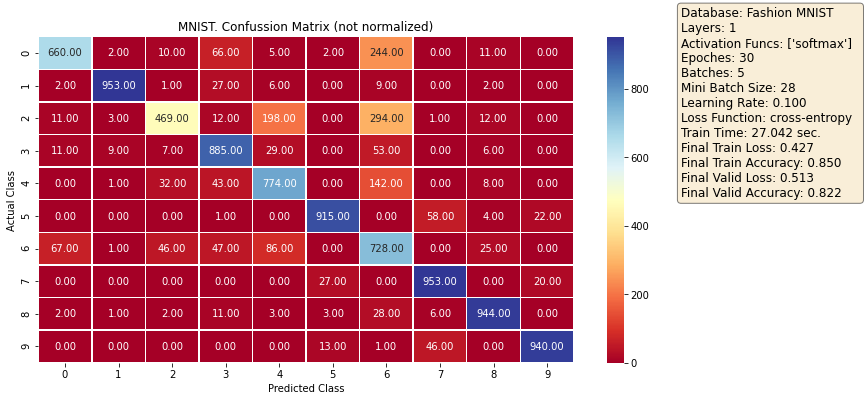 MNIST. Confussion Matrix (not normalized)
0 660.00 2.00 10.00 66.00 5.00 2.00 244.00 0.00 11.00 0.00
1 2.00 953.00 1.00 27.00 6.00 0.00 9.00 0.00 2.00 0.00
2 11.00 3.00 469.00 12.00 198.00 0.00 294.00 1.00 12.00 0.00
3 11.00 9.00 7.00 885.00 29.00 0.00 53.00 0.00 6.00 0.00
4 0.00 1.00 32.00 43.00 774.00 0.00 142.00 0.00 8.00 0.00
5 0.00 0.00 0.00 1.00 0.00 915.00 0.00 58.00 4.00 22.00
6 67.00 1.00 46.00 47.00 86.00 0.00 728.00 0.00 25.00 0.00
7 0.00 0.00 0.00 0.00 0.00 27.00 0.00 953.00 0.00 20.00
8 2.00 1.00 2.00 11.00 3.00 3.00 28.00 6.00 944.00 0.00
9 0.00 0.00 0.00 0.00 0.00 13.00 1.00 46.00 0.00 940.00
0 1 2 3 4 5 6 7 8 9
Predicted Class
Actual Class
800
600
400
200
0
Database: Fashion MNIST
Layers: 1
Activation Funcs: ['softmax']
Epoches: 30
Batches: 5
Mini Batch Size: 28
Learning Rate: 0.100
Loss Function: cross-entropy
Train Time: 27.042 sec.
Final Train Loss: 0.427
Final Train Accuracy: 0.850
Final Valid Loss: 0.513
Final Valid Accuracy: 0.822